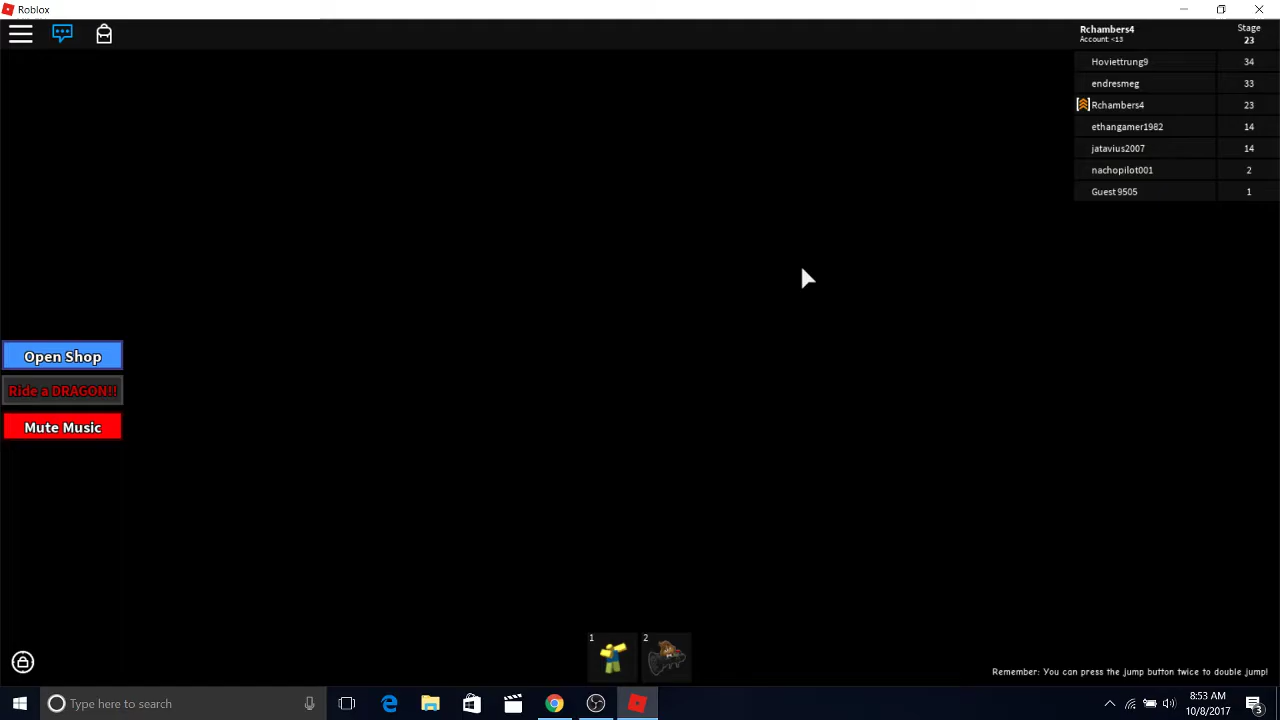 Roblox
Rchambers4
Account: <13
Stage
23
Hoviettrung9 34
endresmeg 33
Rchambers4 23
ethangamer1982 14
jatavius2007 14
nachopilot001 2
Guest 9505 1
Open Shop
Ride a DRAGON!!
Mute Music
1 2
Remember: You can press the jump button twice to double jump!
Type here to search
8:53 AM
10/8/2017
3